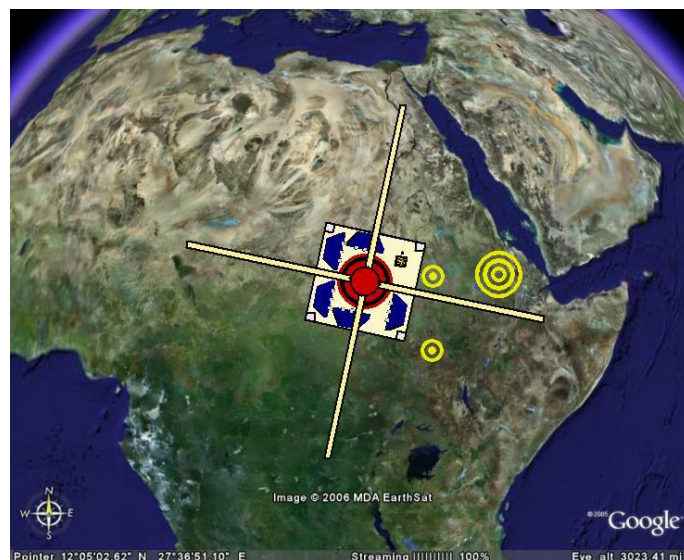 Image © 2006 MDA EarthSat
N
W
E
S
©2005 Google
Pointer 12°05'02.62" N 27°36'51.10" E Streaming |||||||||| 100% Eye alt 3023.41 mi